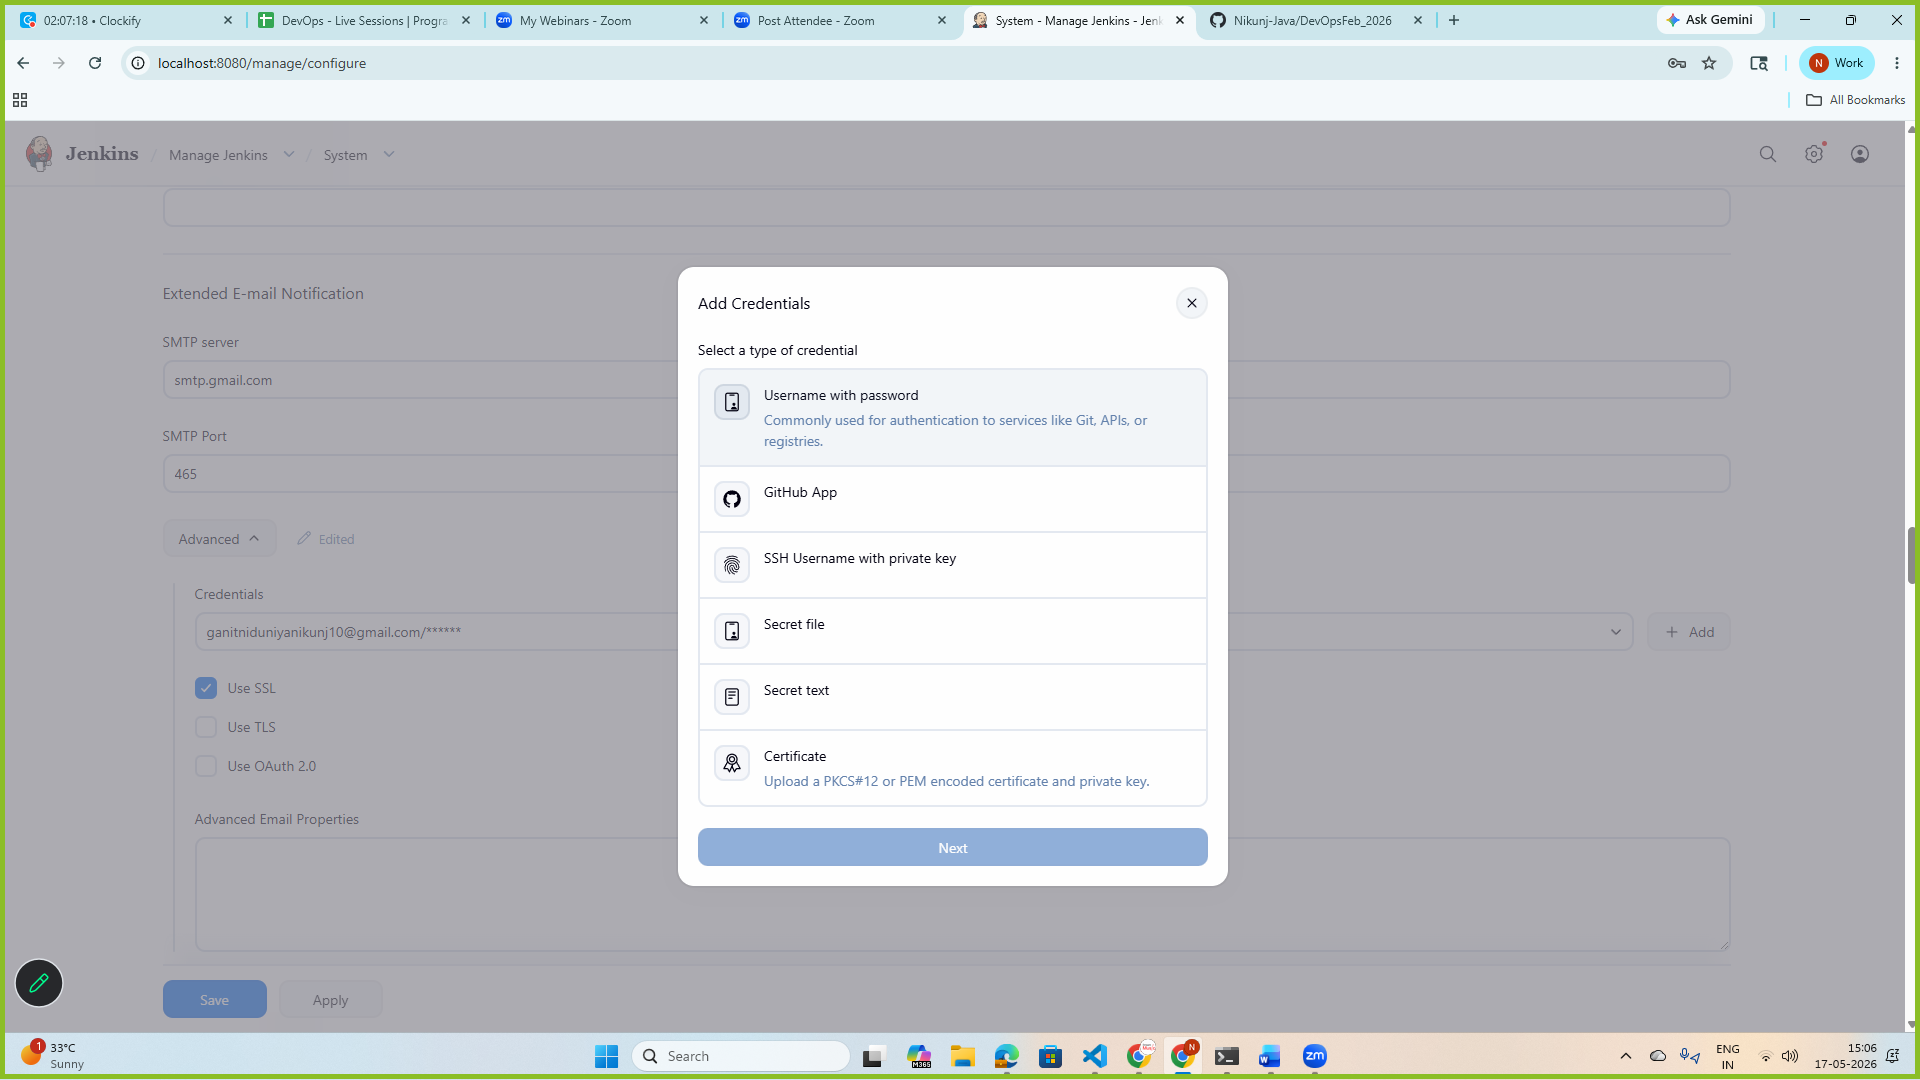 02:07:18 • Clockify
DevOps - Live Sessions | Progra
My Webinars - Zoom
Post Attendee - Zoom
System - Manage Jenkins - Jenk
Nikunj-Java/DevOpsFeb_2026
Ask Gemini
localhost:8080/manage/configure
N Work
All Bookmarks
Jenkins / Manage Jenkins / System
Extended E-mail Notification
SMTP server
smtp.gmail.com
SMTP Port
465
Advanced
Edited
Credentials
ganitniduniyanikunj10@gmail.com/******
Add
Use SSL
Use TLS
Use OAuth 2.0
Advanced Email Properties
Save
Apply
Add Credentials
Select a type of credential
Username with password
Commonly used for authentication to services like Git, APIs, or
registries.
GitHub App
SSH Username with private key
Secret file
Secret text
Certificate
Upload a PKCS#12 or PEM encoded certificate and private key.
Next
1
33°C
Sunny
Search
M365
N
zm
ENG
IN
15:06
17-05-2026